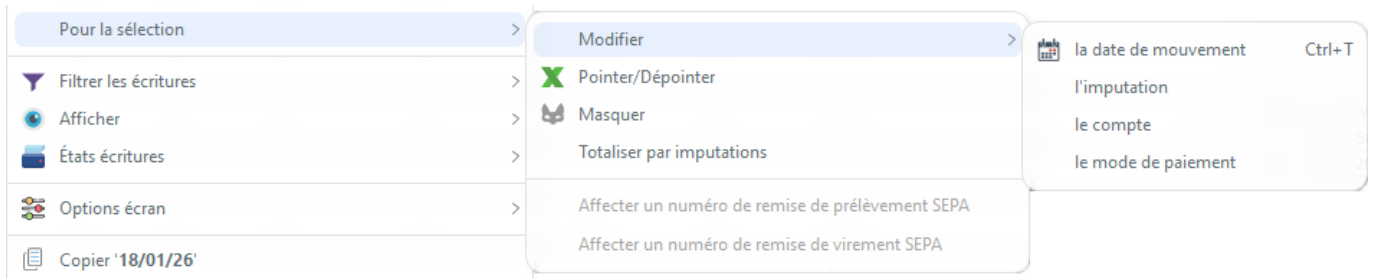 Pour la sélection
Filtrer les écritures
Afficher
États écritures
Options écran
Copier '18/01/26'
Modifier
Pointer/Dépointer
Masquer
Totaliser par imputations
Affecter un numéro de remise de prélèvement SEPA
Affecter un numéro de remise de virement SEPA
la date de mouvement Ctrl+T
l'imputation
le compte
le mode de paiement